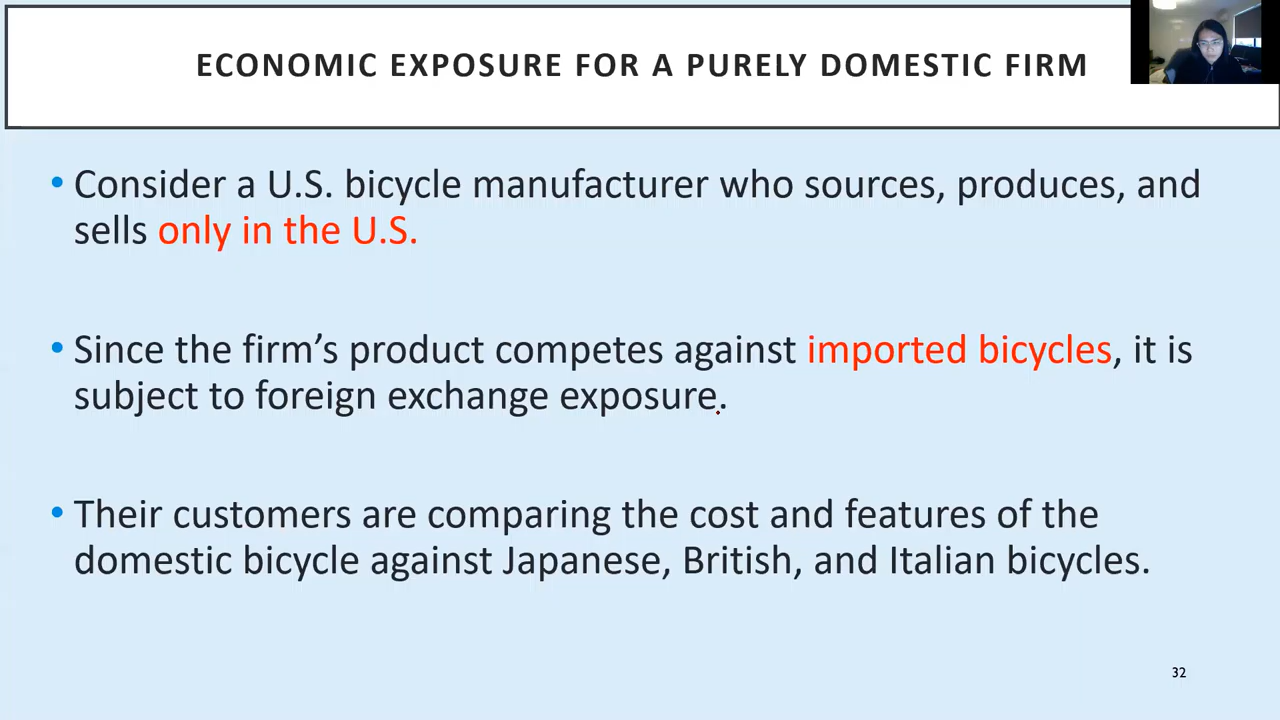 ECONOMIC EXPOSURE FOR A PURELY DOMESTIC FIRM
• Consider a U.S. bicycle manufacturer who sources, produces, and
sells only in the U.S.
• Since the firm’s product competes against imported bicycles, it is
subject to foreign exchange exposure.
• Their customers are comparing the cost and features of the
domestic bicycle against Japanese, British, and Italian bicycles.
32